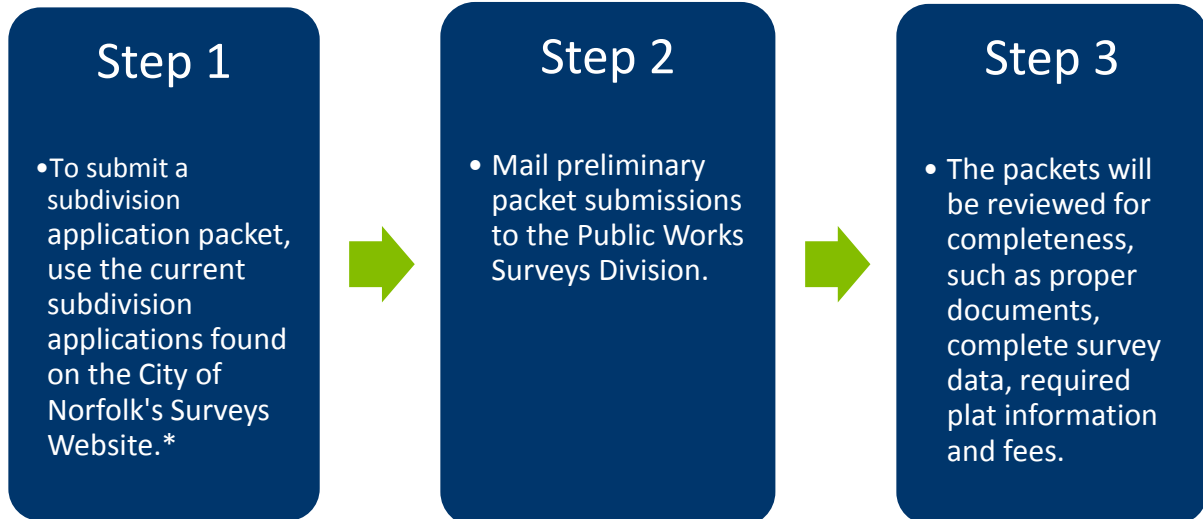 Step 1
•To submit a
subdivision
application packet,
use the current
subdivision
applications found
on the City of
Norfolk's Surveys
Website.*
Step 2
• Mail preliminary
packet submissions
to the Public Works
Surveys Division.
Step 3
• The packets will
be reviewed for
completeness,
such as proper
documents,
complete survey
data, required
plat information
and fees.